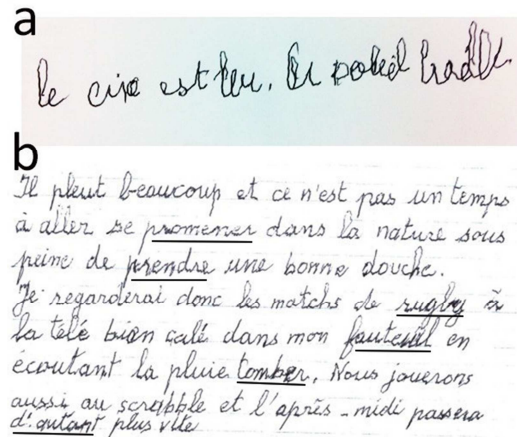 a
le est
b
Il pleut beaucoup et ce n'est pas un temps
à aller se promener dans la nature sous
peine de prendre une bonne douche.
Je regarderai donc les matchs de rugby à
la télé bien calé dans mon fauteuil en
écoutant la pluie tomber. Nous jouerons
aussi au scrabble et l'après-midi passera
d'autant plus vite